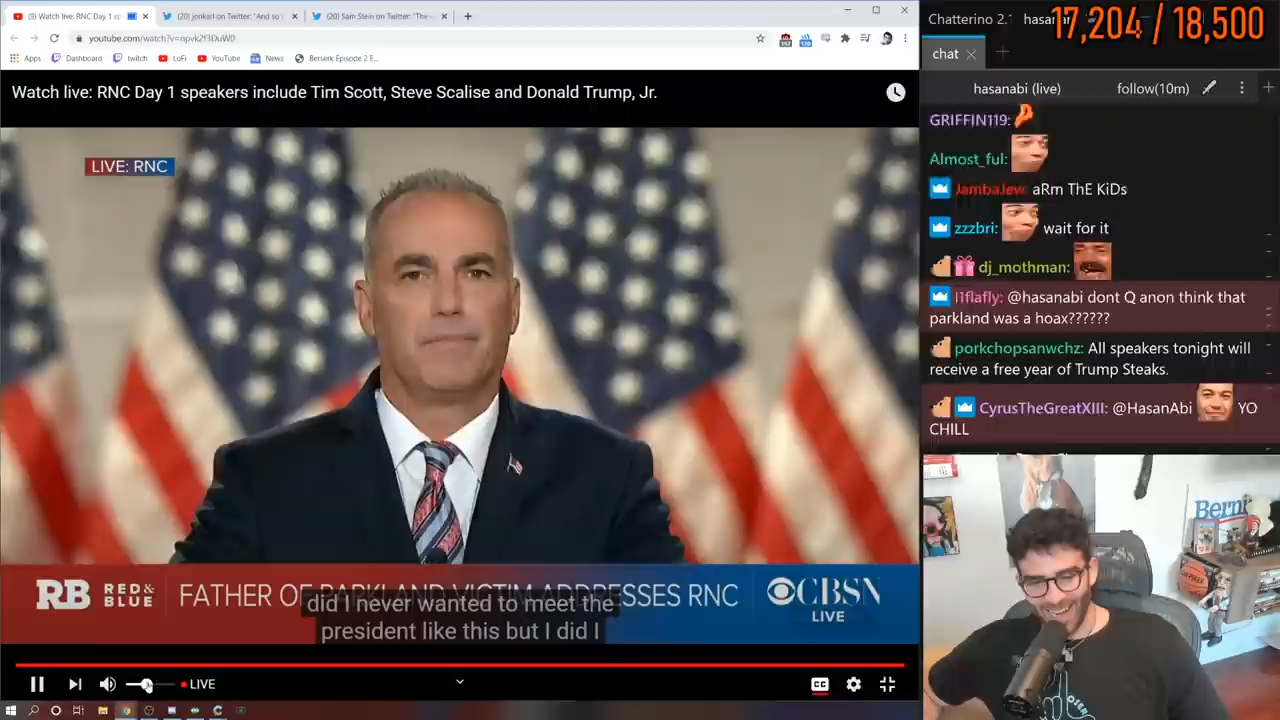 (8) Watch live: RNC Day 1 sp
(20) jonkarl on Twitter: "And so
(20) Sam Stein on Twitter: "The
youtube.com/watch?v=npvk2f3DuW0
Apps
Dashboard
twitch
LoFi
YouTube
News
Berserk Episode 2 E...
Watch live: RNC Day 1 speakers include Tim Scott, Steve Scalise and Donald Trump, Jr.
LIVE: RNC
RB RED& BLUE
FATHER OF PARKLAND VICTIM ADDRESSES RNC
CBSN
LIVE
did I never wanted to meet the
president like this but I did I
LIVE
CC
Chatterino 2.
17,204 / 18,500
chat
hasanabi (live)
follow(10m)
GRIFFIN119:
Almost_ful:
JambaJew: aRm ThE KiDs
zzzbri: wait for it
dj_mothman:
l1flafly: @hasanabi dont Q anon think that
parkland was a hoax??????
porkchopsanwchz: All speakers tonight will
receive a free year of Trump Steaks.
CyrusTheGreatXIII: @HasanAbi YO
CHILL
Bern